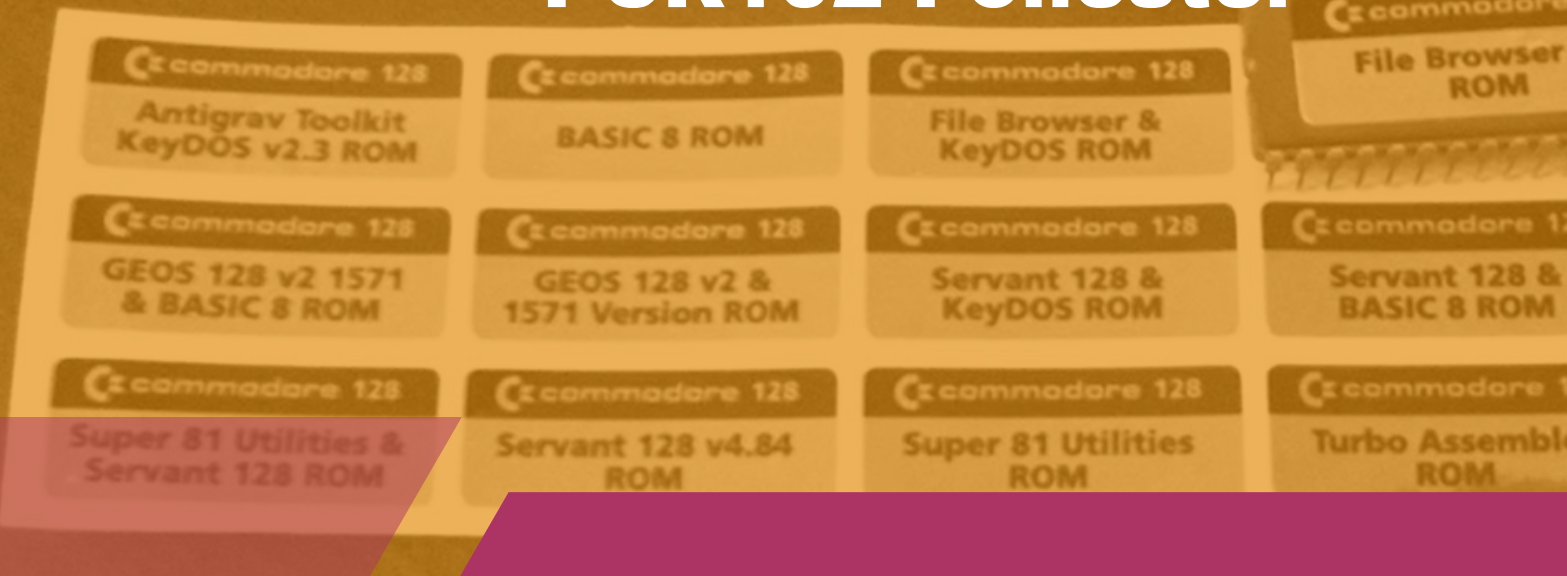 commodore
File Browser
ROM
commodore 128
Antigrav Toolkit
KeyDOS v2.3 ROM
commodore 128
BASIC 8 ROM
commodore 128
File Browser &
KeyDOS ROM
commodore 128
GEOS 128 v2 1571
& BASIC 8 ROM
commodore 128
GEOS 128 v2 &
1571 Version ROM
commodore 128
Servant 128 &
KeyDOS ROM
commodore
Servant 128 &
BASIC 8 ROM
commodore 128
Super 81 Utilities &
Servant 128 ROM
commodore 128
Servant 128 v4.84
ROM
commodore 128
Super 81 Utilities
ROM
commodore
Turbo Assembl
ROM